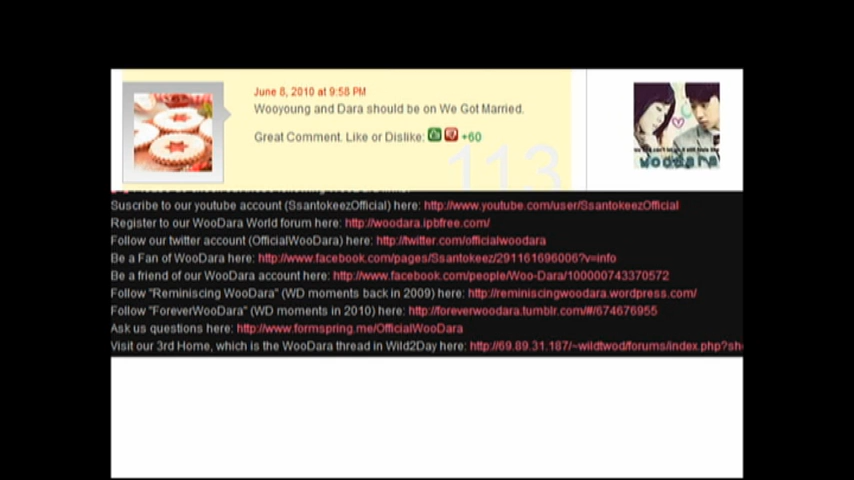 June 8, 2010 at 9:58 PM
Wooyoung and Dara should be on We Got Married.
Great Comment. Like or Dislike: +60
113
woodara
Suscribe to our youtube account (SsantokeezOfficial) here: http://www.youtube.com/user/SsantokeezOfficial
Register to our WooDara World forum here: http://woodara.ipbfree.com/
Follow our twitter account (OfficialWooDara) here: http://twitter.com/officialwoodara
Be a Fan of WooDara here: http://www.facebook.com/pages/Ssantokeez/291161696006?v=info
Be a friend of our WooDara account here: http://www.facebook.com/people/Woo-Dara/100000743370572
Follow "Reminiscing WooDara" (WD moments back in 2009) here: http://reminiscingwoodara.wordpress.com/
Follow "ForeverWooDara" (WD moments in 2010) here: http://foreverwoodara.tumblr.com/#/674676955
Ask us questions here: http://www.formspring.me/OfficialWooDara
Visit our 3rd Home, which is the WooDara thread in Wild2Day here: http://69.89.31.187/~wildtwod/forums/index.php?sh